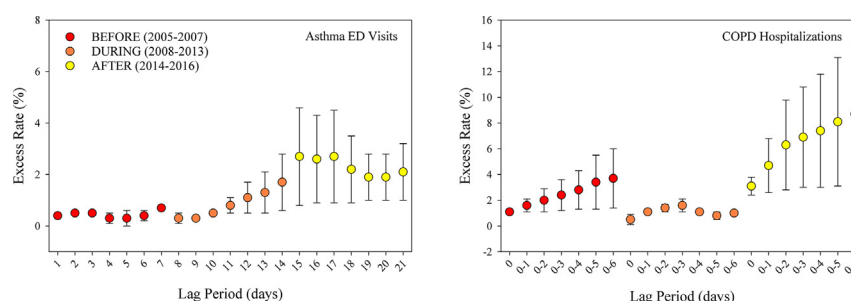 Asthma ED Visits
BEFORE (2005-2007)
DURING (2008-2013)
AFTER (2014-2016)
Excess Rate (%)
8
6
4
2
0
1 2 3 4 5 6 7 8 9 10 11 12 13 14 15 16 17 18 19 20 21
Lag Period (days)
COPD Hospitalizations
Excess Rate (%)
16
14
12
10
8
6
4
2
0
-2
0 0-1 0-2 0-3 0-4 0-5 0-6 0 0-1 0-2 0-3 0-4 0-5 0-6 0 0-1 0-2 0-3 0-4 0-5
Lag Period (days)